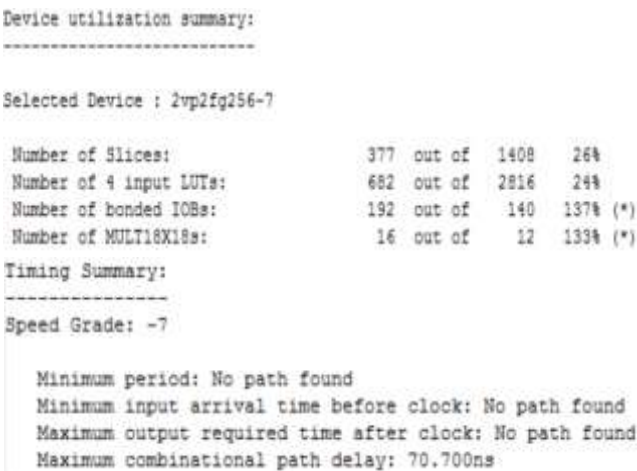 Device utilization summary:
---------------------------
Selected Device : 2vp2fg256-7
Number of Slices: 377 out of 1408 26%
Number of 4 input LUTs: 682 out of 2816 24%
Number of bonded IOBs: 192 out of 140 137% (*)
Number of MULT18X18s: 16 out of 12 133% (*)
Timing Summary:
---------------
Speed Grade: -7
Minimum period: No path found
Minimum input arrival time before clock: No path found
Maximum output required time after clock: No path found
Maximum combinational path delay: 70.700ns